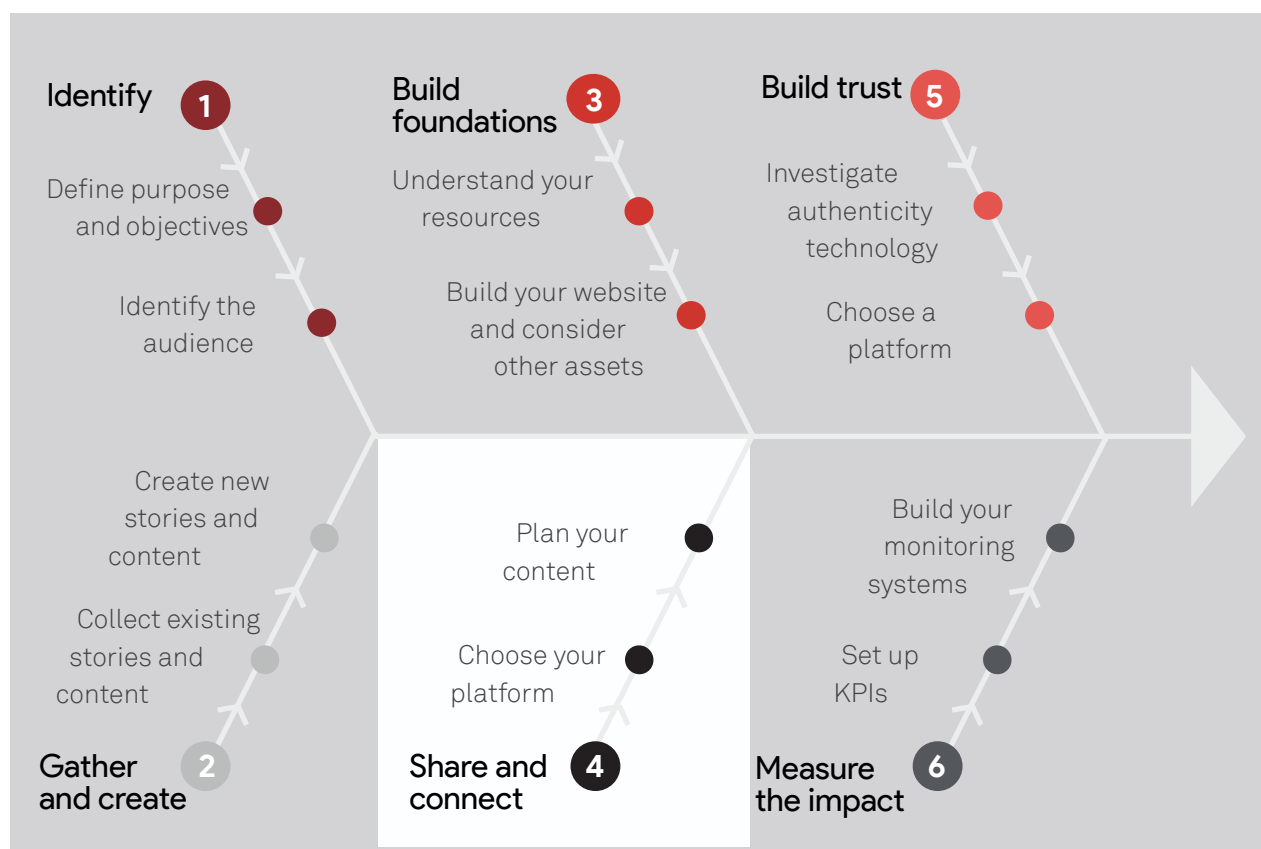 Identify
1
Define purpose
and objectives
Identify the
audience
Build
foundations
3
Understand your
resources
Build your website
and consider
other assets
Build trust
5
Investigate
authenticity
technology
Choose a
platform
Create new
stories and
content
Collect existing
stories and
content
Gather
and create
2
Plan your
content
Choose your
platform
Share and
connect
4
Build your
monitoring
systems
Set up
KPIs
Measure
the impact
6